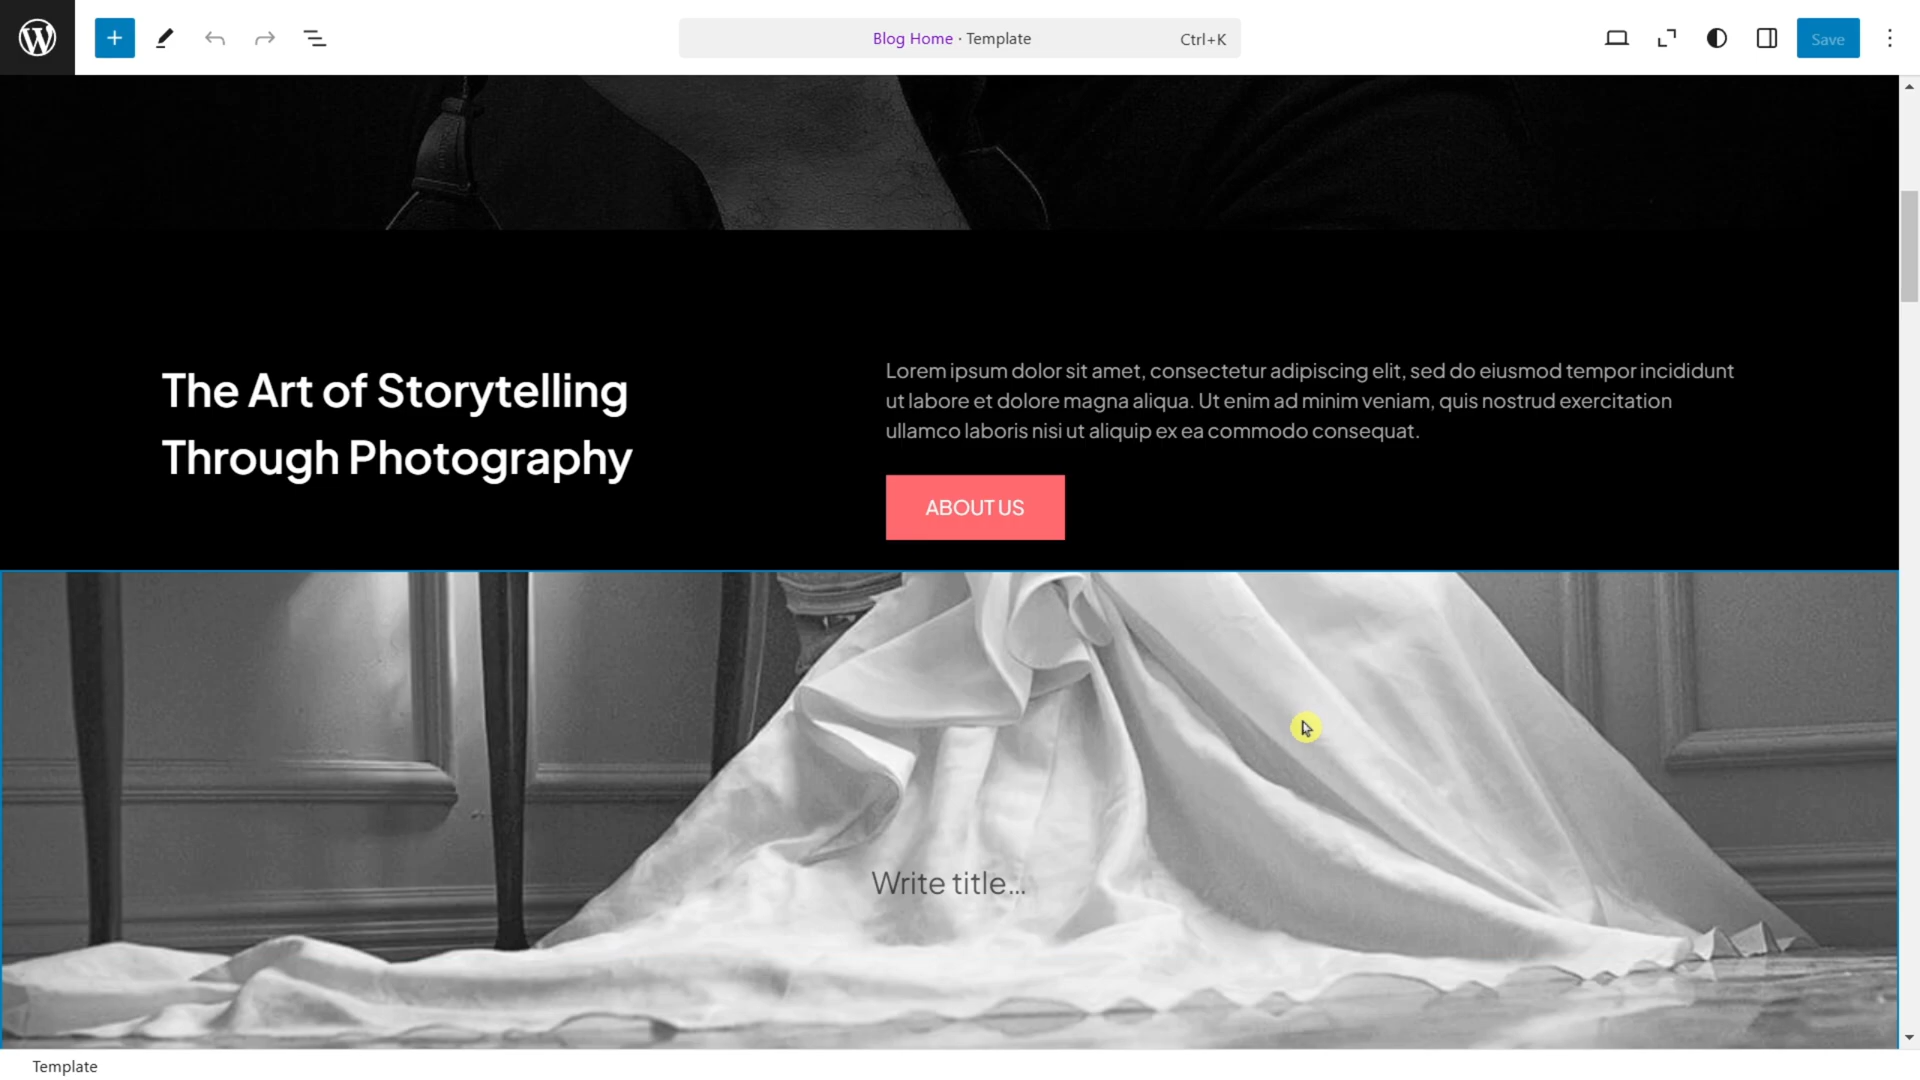 Blog Home · Template
Ctrl+K
Save
The Art of Storytelling
Through Photography
Lorem ipsum dolor sit amet, consectetur adipiscing elit, sed do eiusmod tempor incididunt
ut labore et dolore magna aliqua. Ut enim ad minim veniam, quis nostrud exercitation
ullamco laboris nisi ut aliquip ex ea commodo consequat.
ABOUT US
Write title...
Template